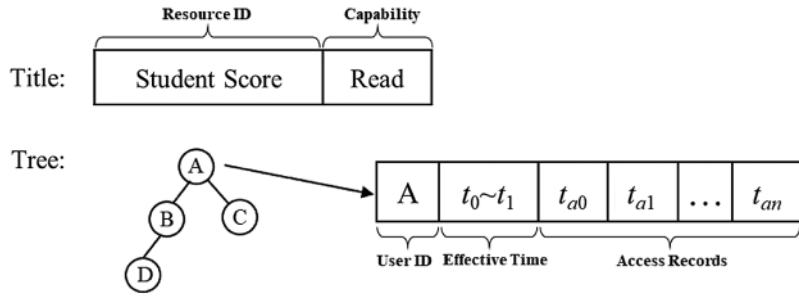 Resource ID Capability
Title: Student Score Read
Tree: A
B C
D
A t0~t1 ta0 ta1 ... tan
User ID Effective Time Access Records